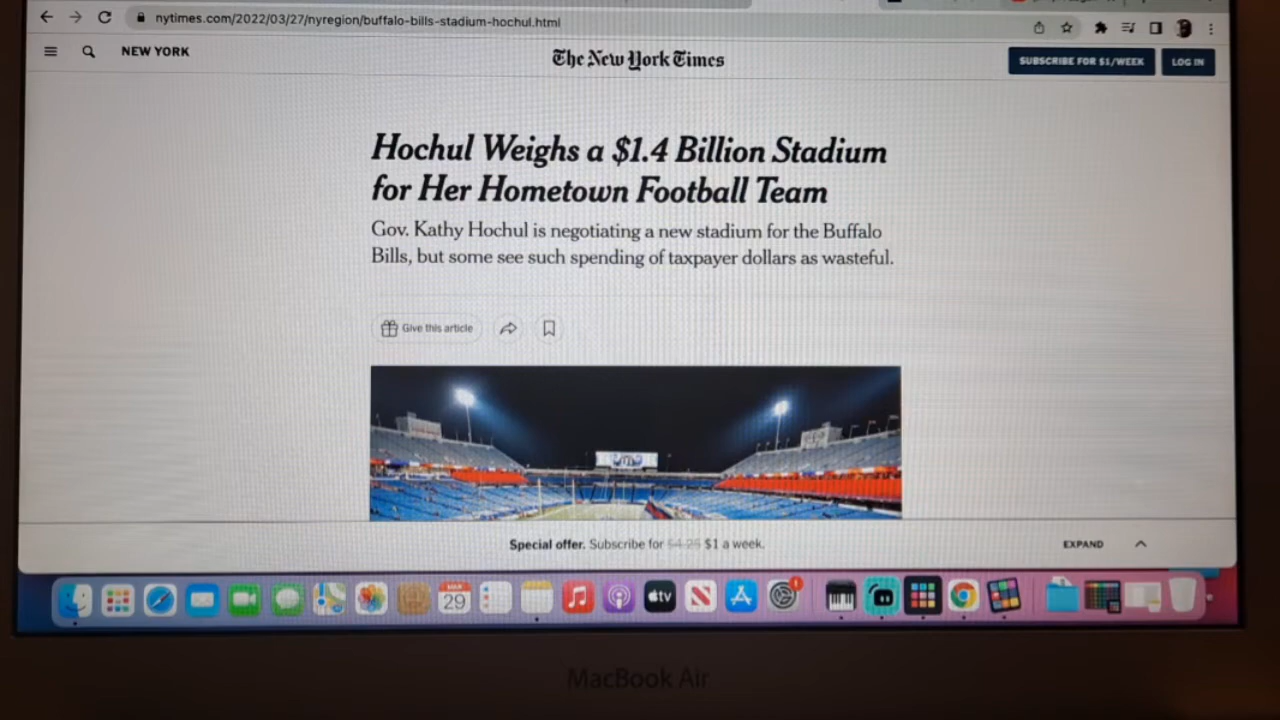 nytimes.com/2022/03/27/nyregion/buffalo-bills-stadium-hochul.html
NEW YORK
The New York Times
SUBSCRIBE FOR $1/WEEK
LOG IN
Hochul Weighs a $1.4 Billion Stadium
for Her Hometown Football Team
Gov. Kathy Hochul is negotiating a new stadium for the Buffalo
Bills, but some see such spending of taxpayer dollars as wasteful.
Give this article
Special offer. Subscribe for $4.25 $1 a week.
EXPAND
MAR
29
tv
MacBook Air